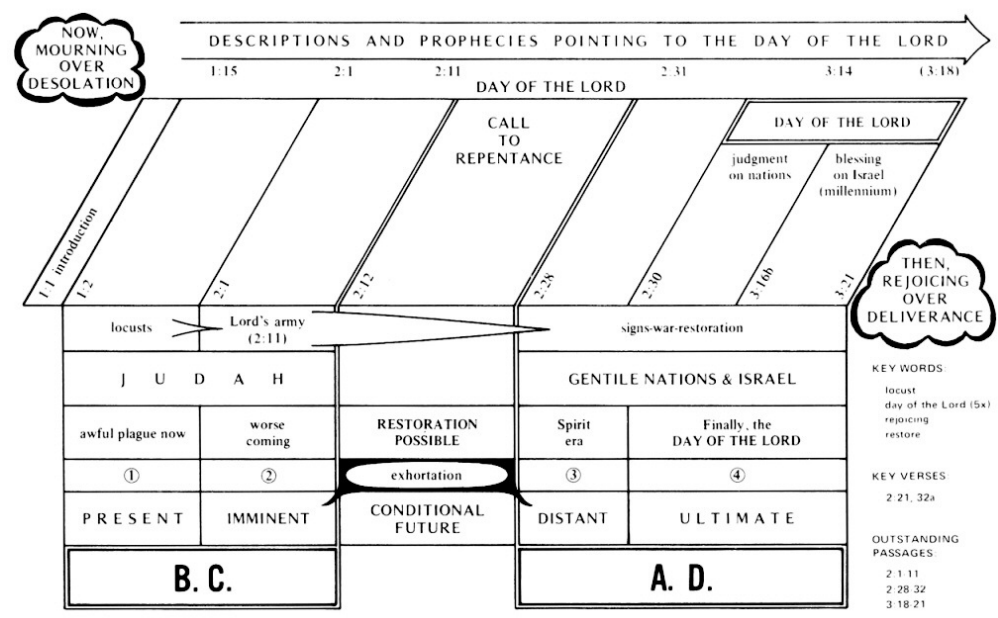 NOW,
MOURNING
OVER
DESOLATION
DESCRIPTIONS AND PROPHECIES POINTING TO THE DAY OF THE LORD
1:15 2:1 2:11 2:31 3:14 (3:18)
DAY OF THE LORD
CALL
TO
REPENTANCE
DAY OF THE LORD
judgment
on nations
blessing
on Israel
(millennium)
1:1 introduction
1:2
2:1
2:12
2:28
2:30
3:16b
3:21
THEN,
REJOICING
OVER
DELIVERANCE
locusts
Lord's army
(2:11)
signs-war-restoration
JUDAH
GENTILE NATIONS & ISRAEL
awful plague now
worse
coming
RESTORATION
POSSIBLE
Spirit
era
Finally, the
DAY OF THE LORD
① ② exhortation ③ ④
PRESENT
IMMINENT
CONDITIONAL
FUTURE
DISTANT
ULTIMATE
B. C.
A. D.
KEY WORDS:
locust
day of the Lord (5x)
rejoicing
restore
KEY VERSES
2:21, 32a
OUTSTANDING
PASSAGES:
2:1-11
2:28-32
3:18-21